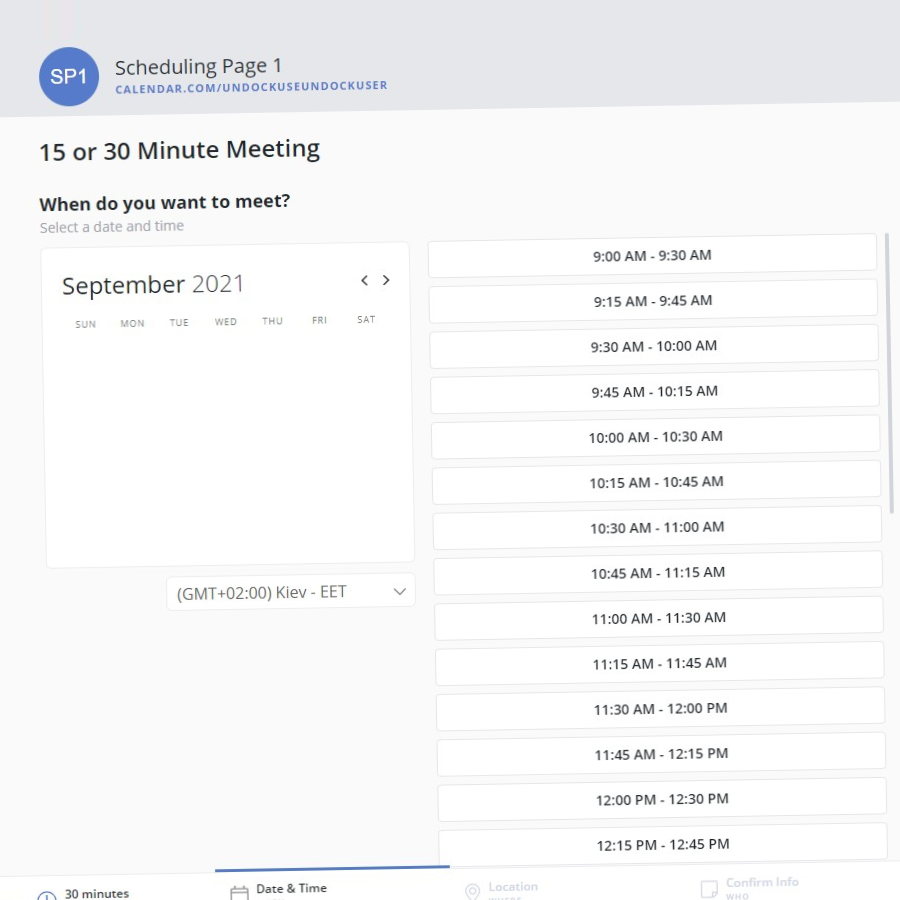 SP1
Scheduling Page 1
CALENDAR.COM/UNDOCKUSEUNDOCKUSER
15 or 30 Minute Meeting
When do you want to meet?
Select a date and time
September 2021
SUN MON TUE WED THU FRI SAT
(GMT+02:00) Kiev - EET
9:00 AM - 9:30 AM
9:15 AM - 9:45 AM
9:30 AM - 10:00 AM
9:45 AM - 10:15 AM
10:00 AM - 10:30 AM
10:15 AM - 10:45 AM
10:30 AM - 11:00 AM
10:45 AM - 11:15 AM
11:00 AM - 11:30 AM
11:15 AM - 11:45 AM
11:30 AM - 12:00 PM
11:45 AM - 12:15 PM
12:00 PM - 12:30 PM
12:15 PM - 12:45 PM
30 minutes
Date & Time
Location
Confirm Info
WHO